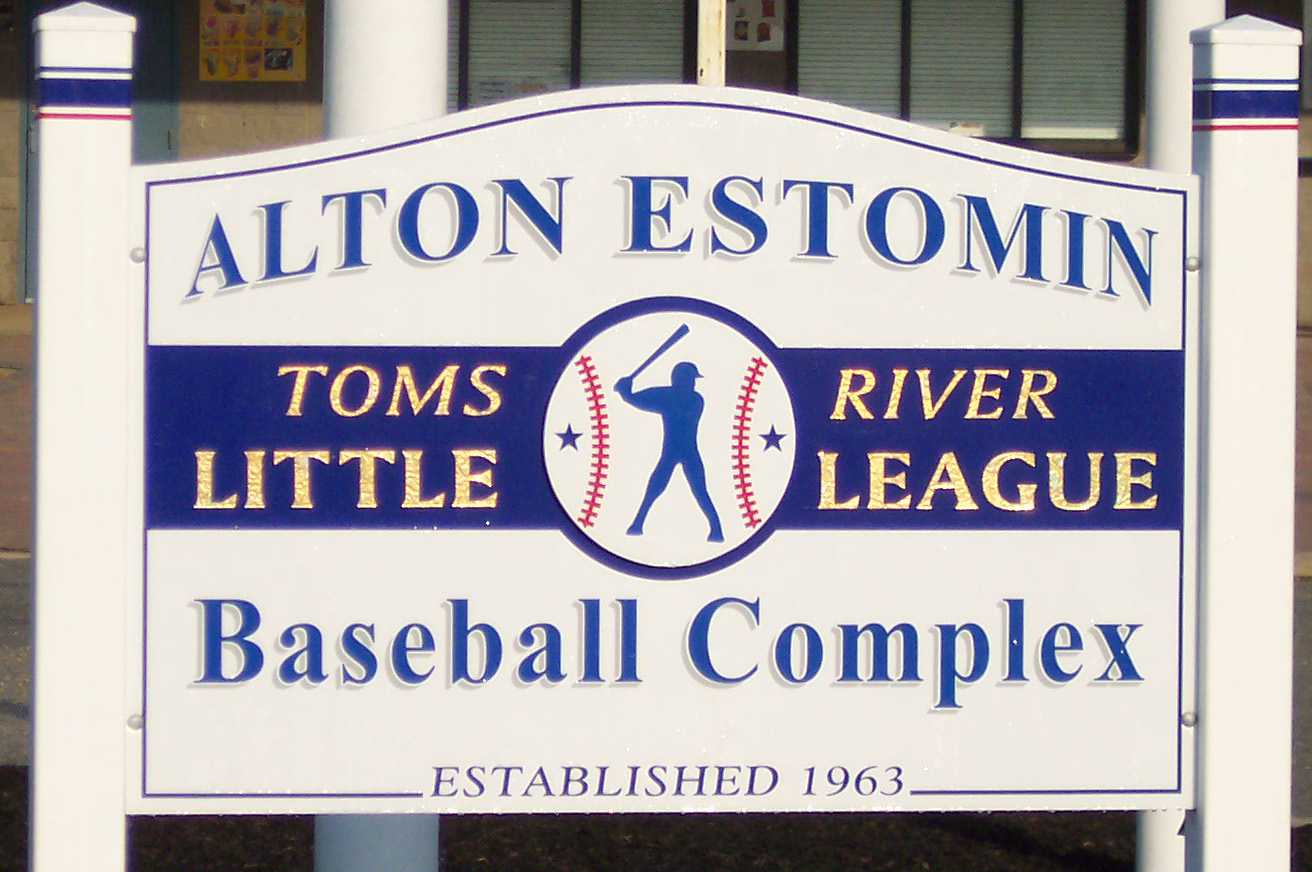 ALTON ESTOMIN
TOMS RIVER
LITTLE LEAGUE
Baseball Complex
ESTABLISHED 1963